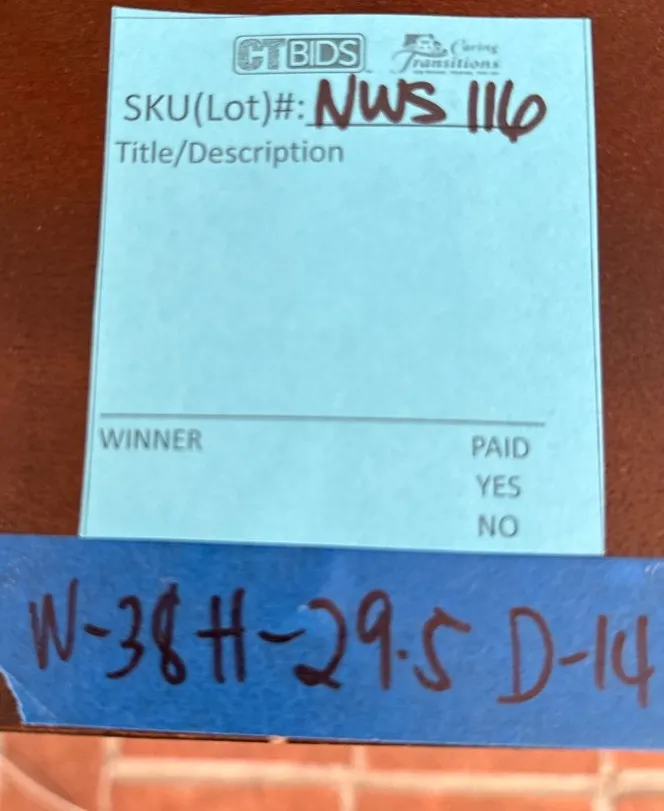 CTBIDS Caring Transitions
SKU(Lot)#: NWS 116
Title/Description
WINNER PAID
YES
NO
W-38 H-29.5 D-14